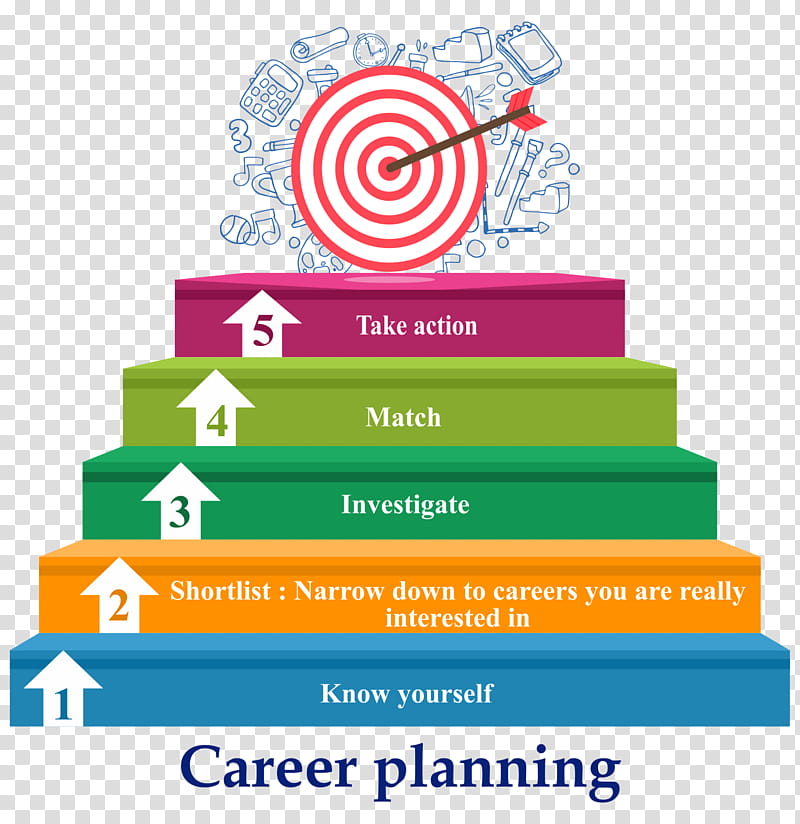 5 Take action
4 Match
3 Investigate
2 Shortlist : Narrow down to careers you are really
interested in
1 Know yourself
Career planning